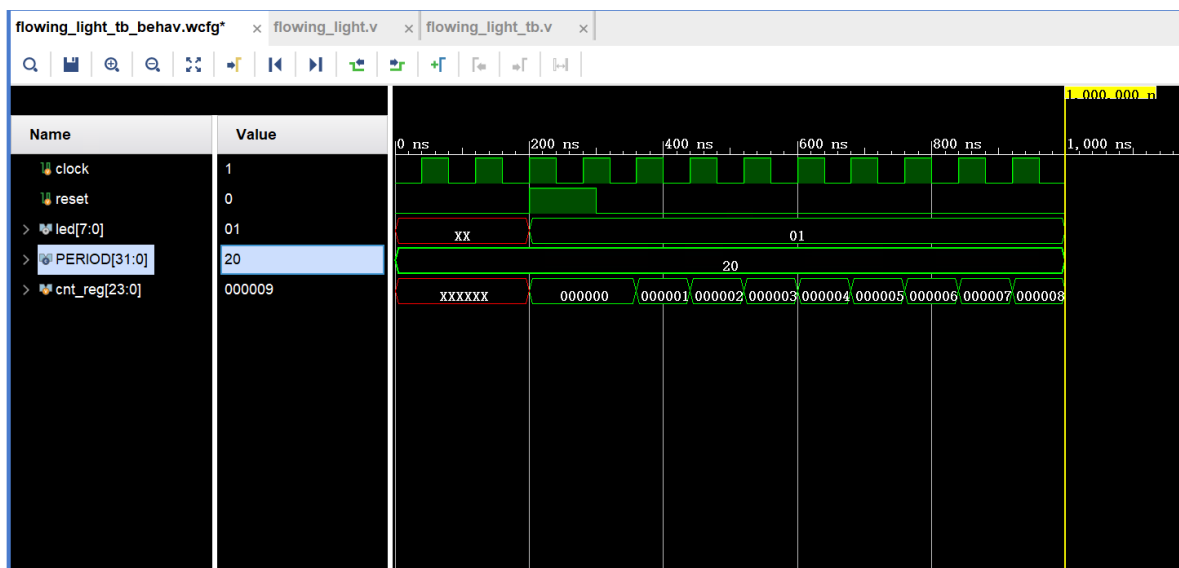 flowing_light_tb_behav.wcfg* × flowing_light.v × flowing_light_tb.v ×
1,000,000 n
Name Value
0 ns 200 ns 400 ns 600 ns 800 ns 1,000 ns
clock 1
reset 0
led[7:0] 01 XX 01
PERIOD[31:0] 20 20
cnt_reg[23:0] 000009 XXXXXX 000000 000001 000002 000003 000004 000005 000006 000007 000008